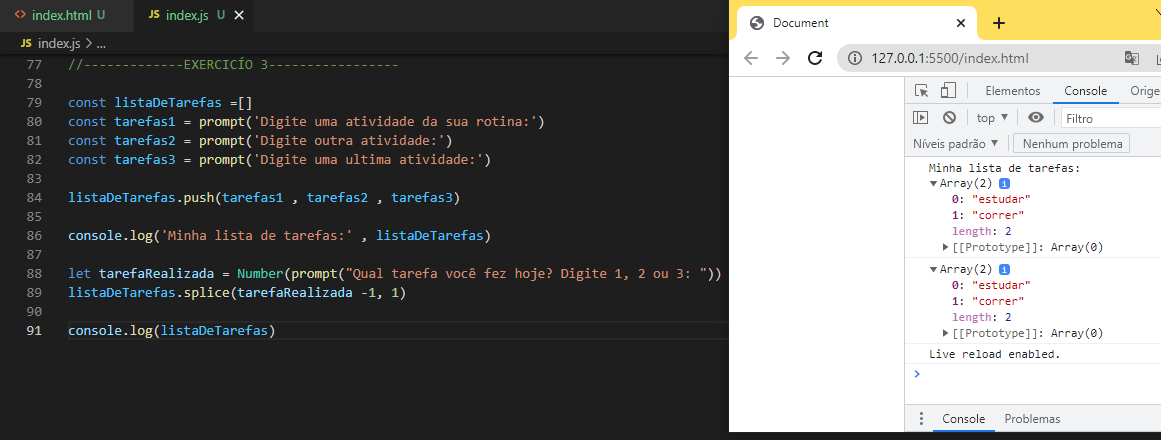 index.html U
JS index.js U
JS index.js > ...
77 //-------------EXERCICÍO 3-----------------
78
79 const listaDeTarefas =[]
80 const tarefas1 = prompt('Digite uma atividade da sua rotina:')
81 const tarefas2 = prompt('Digite outra atividade:')
82 const tarefas3 = prompt('Digite uma ultima atividade:')
83
84 listaDeTarefas.push(tarefas1 , tarefas2 , tarefas3)
85
86 console.log('Minha lista de tarefas:' , listaDeTarefas)
87
88 let tarefaRealizada = Number(prompt("Qual tarefa você fez hoje? Digite 1, 2 ou 3: "))
89 listaDeTarefas.splice(tarefaRealizada -1, 1)
90
91 console.log(listaDeTarefas)
Document
127.0.0.1:5500/index.html
Elementos Console Orige
top Filtro
Níveis padrão Nenhum problema
Minha lista de tarefas:
Array(2) i
0: "estudar"
1: "correr"
length: 2
[[Prototype]]: Array(0)
Array(2) i
0: "estudar"
1: "correr"
length: 2
[[Prototype]]: Array(0)
Live reload enabled.
Console Problemas